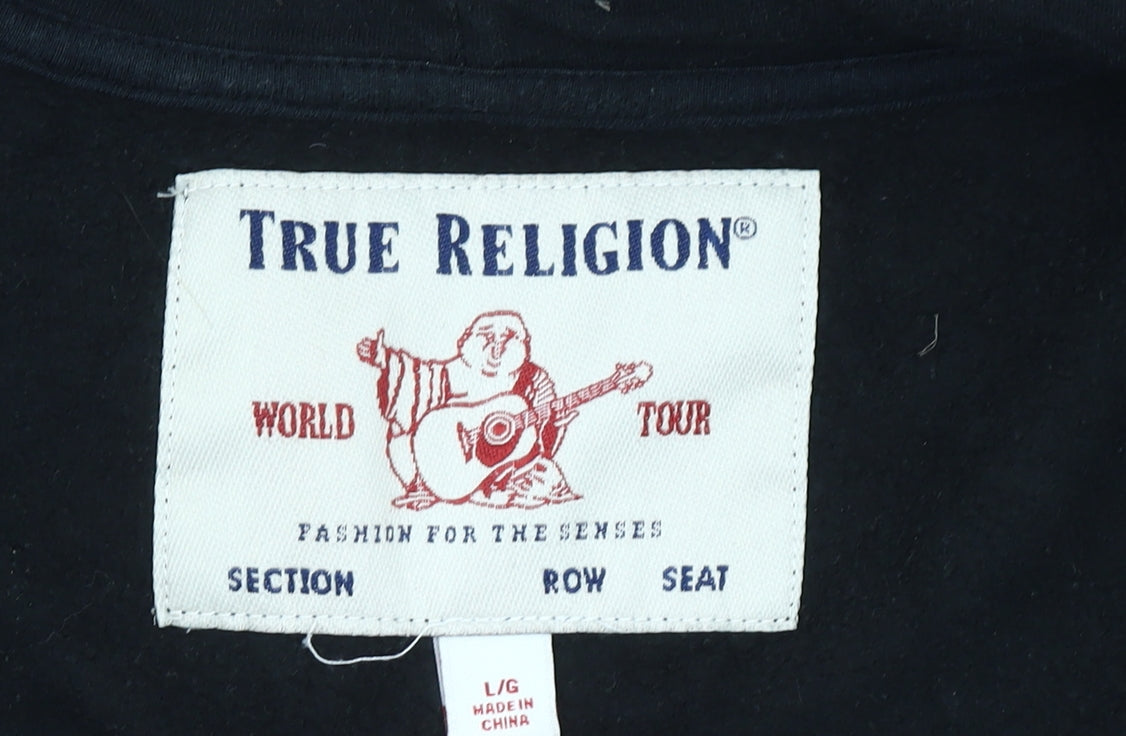 TRUE RELIGION®
WORLD TOUR
FASHION FOR THE SENSES
SECTION ROW SEAT
L/G
MADE IN
CHINA